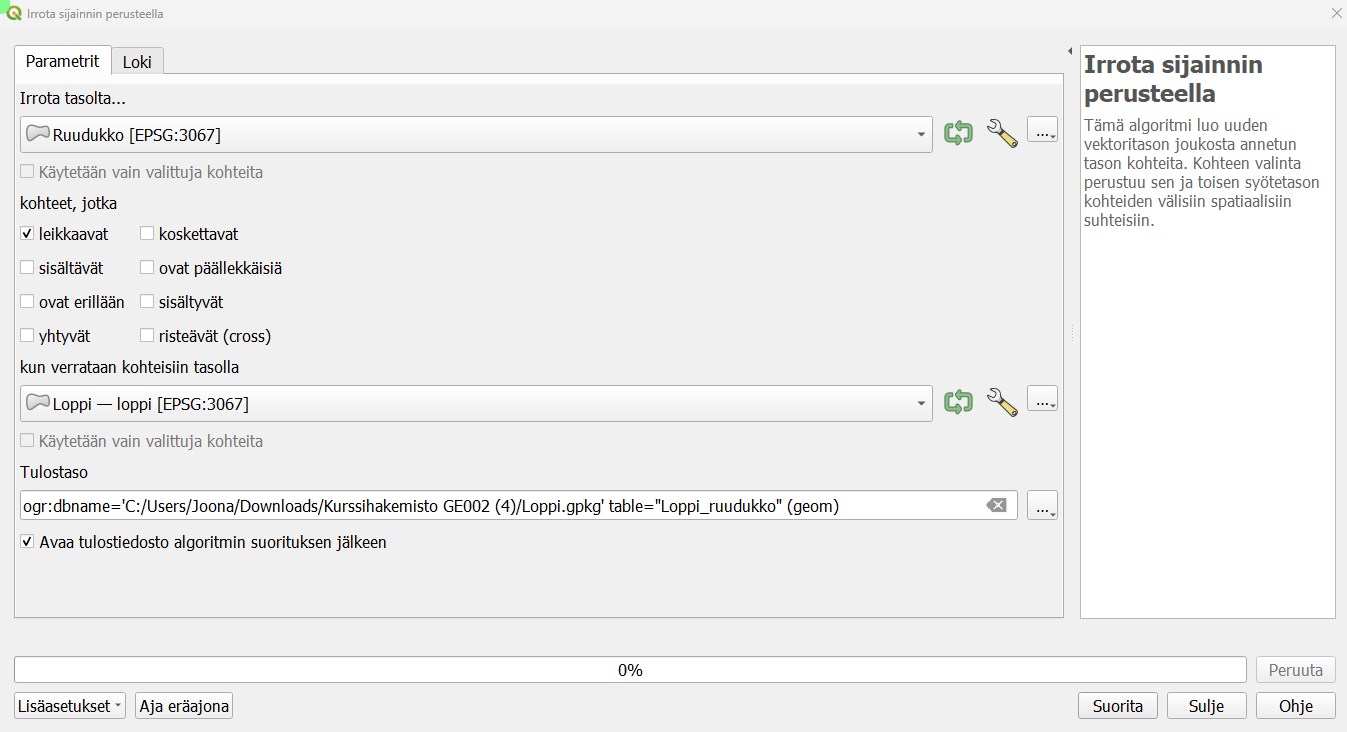 Irrota sijainnin perusteella
Parametrit
Loki
Irrota tasolta...
Ruudukko [EPSG:3067]
...
Käytetään vain valittuja kohteita
kohteet, jotka
leikkaavat
koskettavat
sisältävät
ovat päällekkäisiä
ovat erillään
sisältyvät
yhtyvät
risteävät (cross)
kun verrataan kohteisiin tasolla
Loppi — loppi [EPSG:3067]
...
Käytetään vain valittuja kohteita
Tulostaso
ogr:dbname='C:/Users/Joona/Downloads/Kurssihakemisto GE002 (4)/Loppi.gpkg' table="Loppi_ruudukko" (geom)
...
Avaa tulostiedosto algoritmin suorituksen jälkeen
Irrota sijainnin
perusteella
Tämä algoritmi luo uuden
vektoritason joukosta annetun
tason kohteita. Kohteen valinta
perustuu sen ja toisen syötetason
kohteiden välisiin spatiaalisiin
suhteisiin.
0%
Peruuta
Lisäasetukset
Aja eräajona
Suorita
Sulje
Ohje